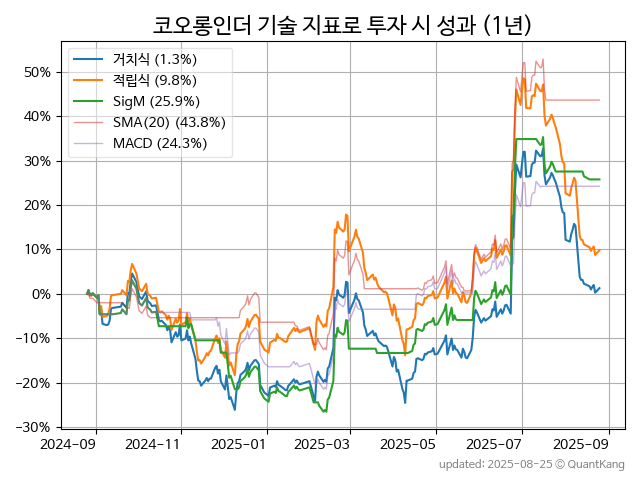 코오롱인더 기술 지표로 투자 시 성과 (1년)
거치식 (1.3%)
적립식 (9.8%)
SigM (25.9%)
SMA(20) (43.8%)
MACD (24.3%)
50%
40%
30%
20%
10%
0%
−10%
−20%
−30%
2024-09 2024-11 2025-01 2025-03 2025-05 2025-07 2025-09
updated: 2025-08-25 © QuantKang